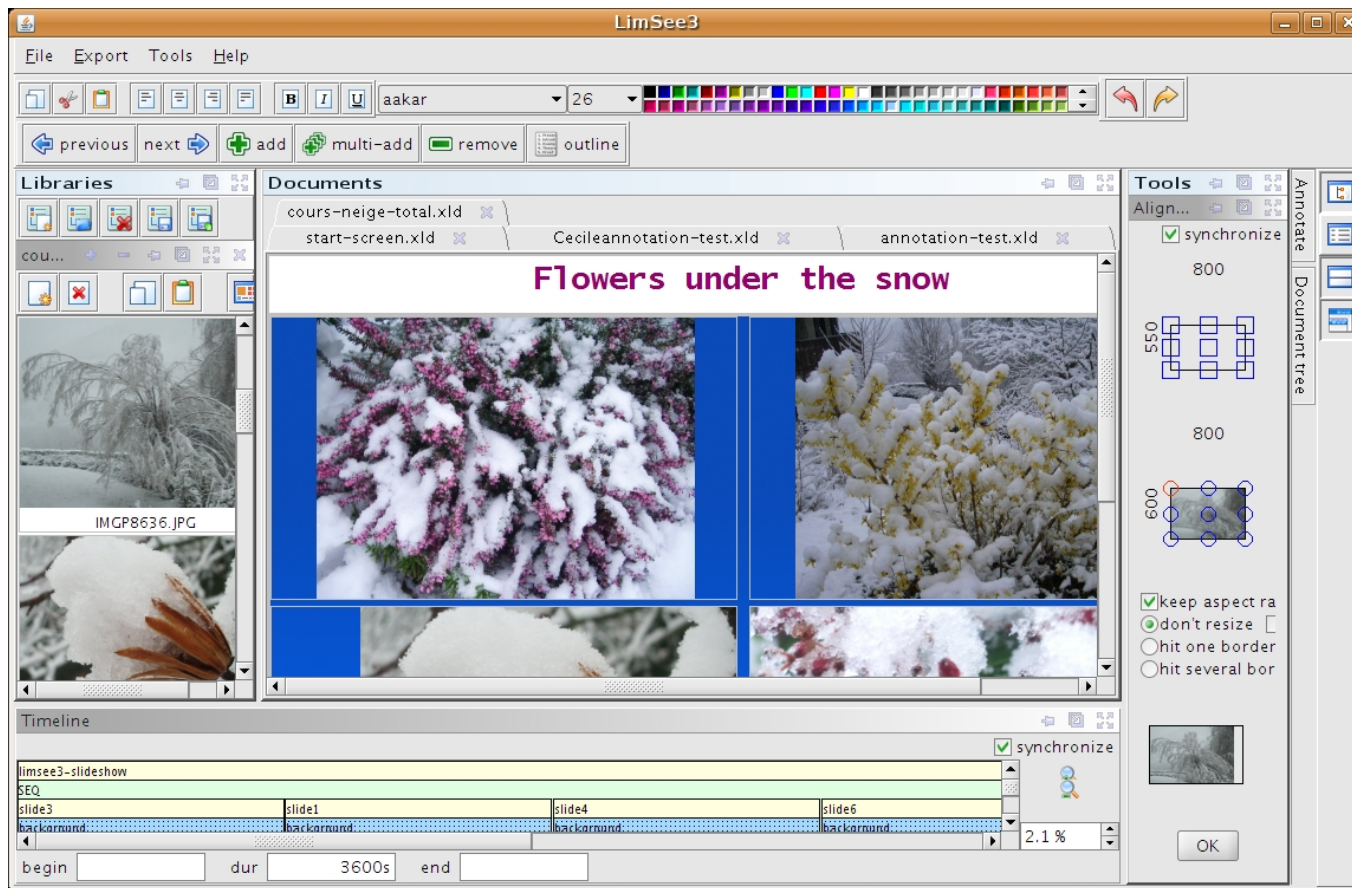 LimSee3
File Export Tools Help
B I U aakar 26
previous next add multi-add remove outline
Libraries
cou...
IMGP8636.JPG
Documents
cours-neige-total.xld
start-screen.xld Cecileannotation-test.xld annotation-test.xld
Flowers under the snow
Tools
Align...
synchronize
800
550
800
600
keep aspect ra
don't resize
hit one border
hit several bor
OK
Annotate
Document tree
Timeline
synchronize
limsee3-slideshow
SEQ
slide3 slide1 slide4 slide6
background background background background
2.1 %
begin dur 3600s end